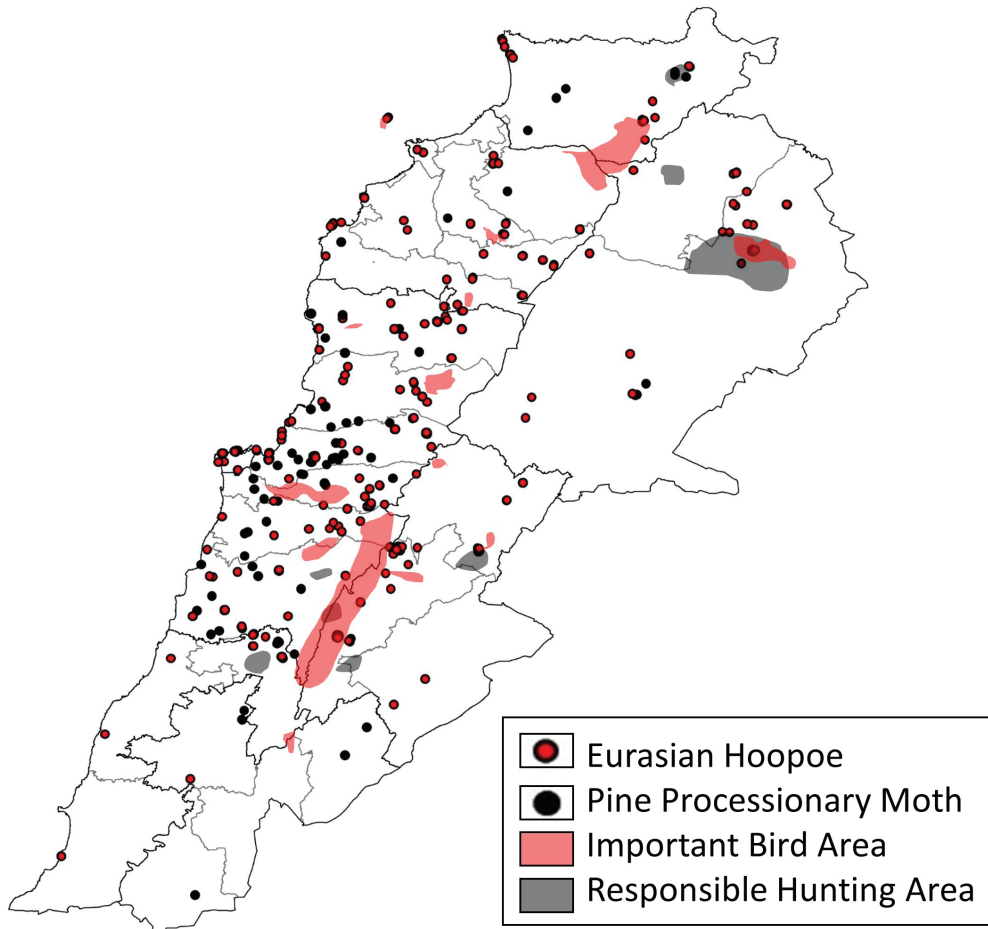 Eurasian Hoopoe
Pine Processionary Moth
Important Bird Area
Responsible Hunting Area